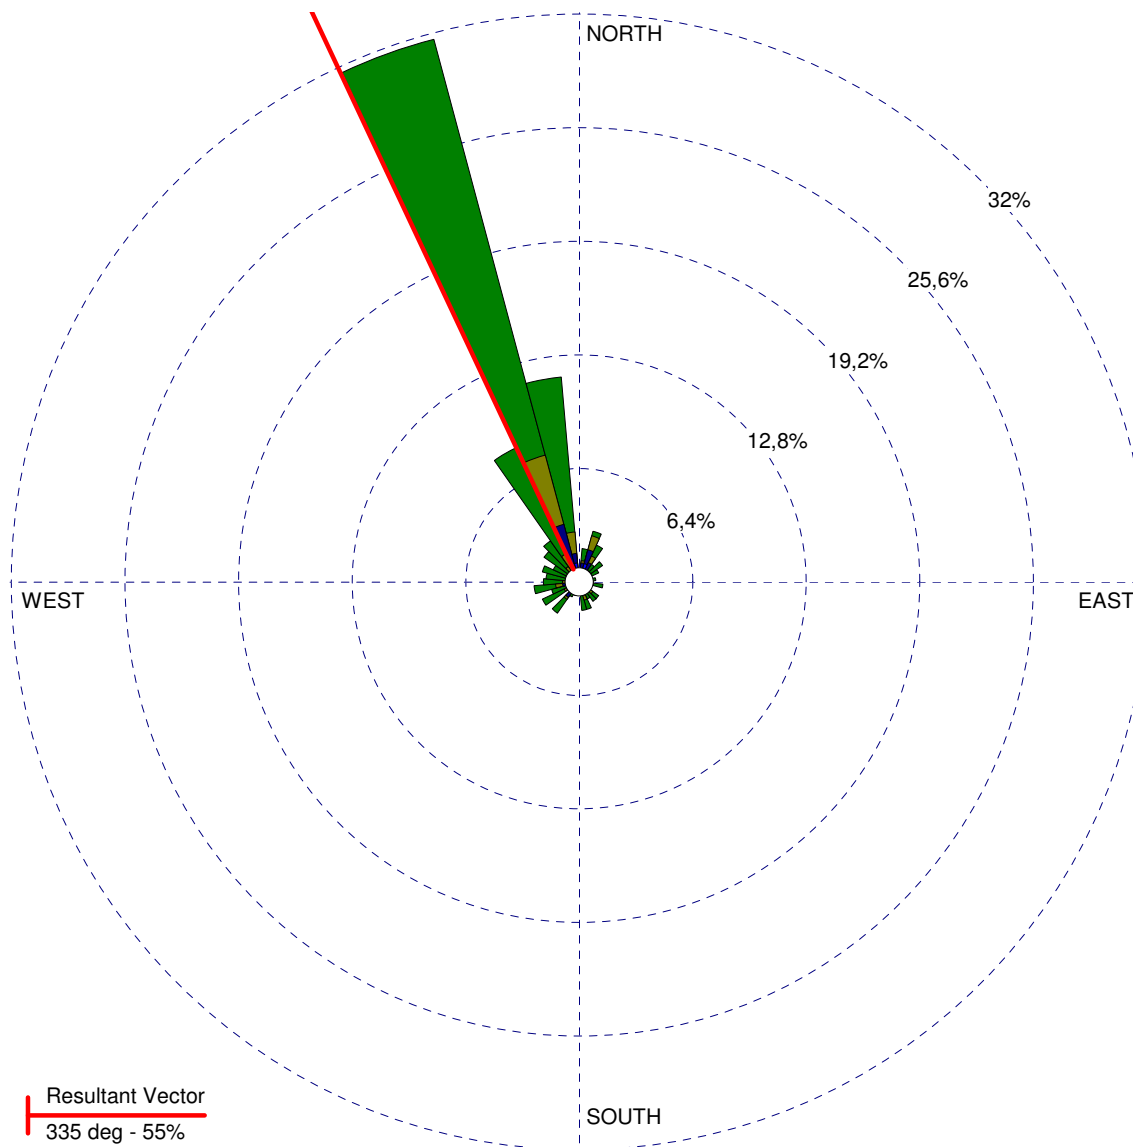 NORTH
32%
25,6%
19,2%
12,8%
6,4%
WEST
EAST
Resultant Vector
SOUTH
335 deg - 55%